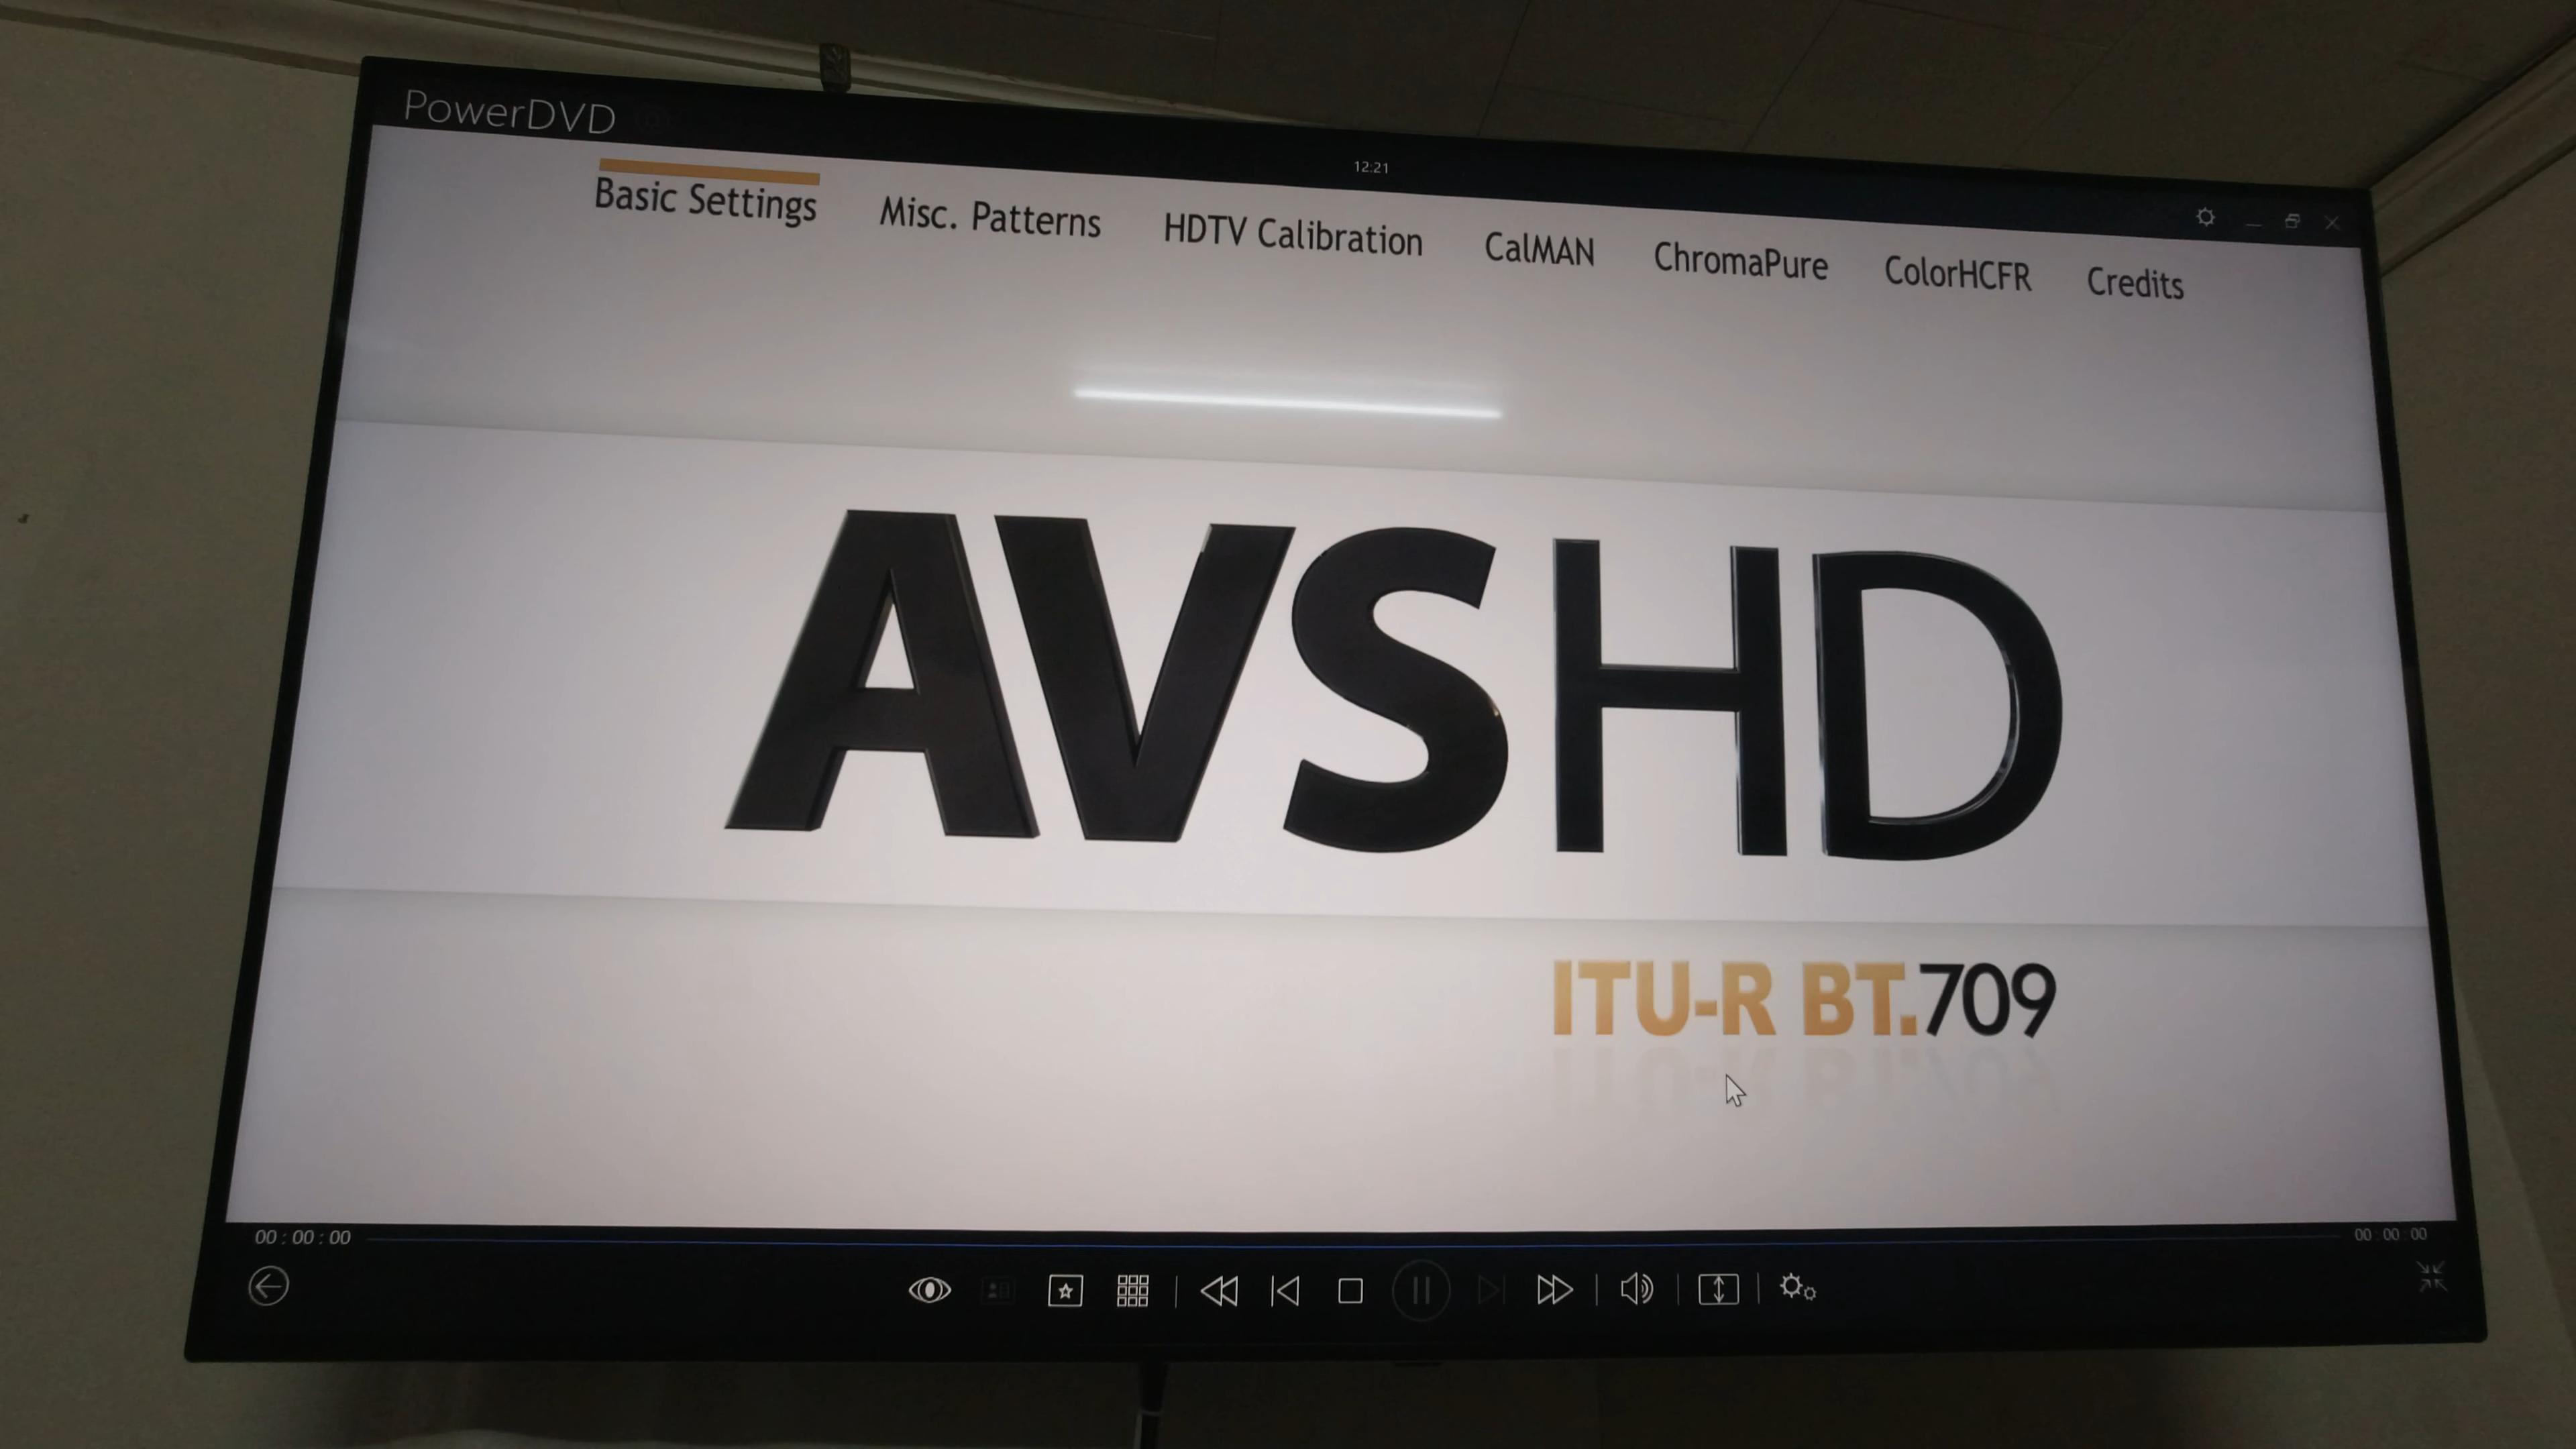 PowerDVD
12:21
Basic Settings Misc. Patterns HDTV Calibration CalMAN ChromaPure ColorHCFR Credits
AVSHD
ITU-R BT.709
00 : 00 : 00 00 : 00 : 00